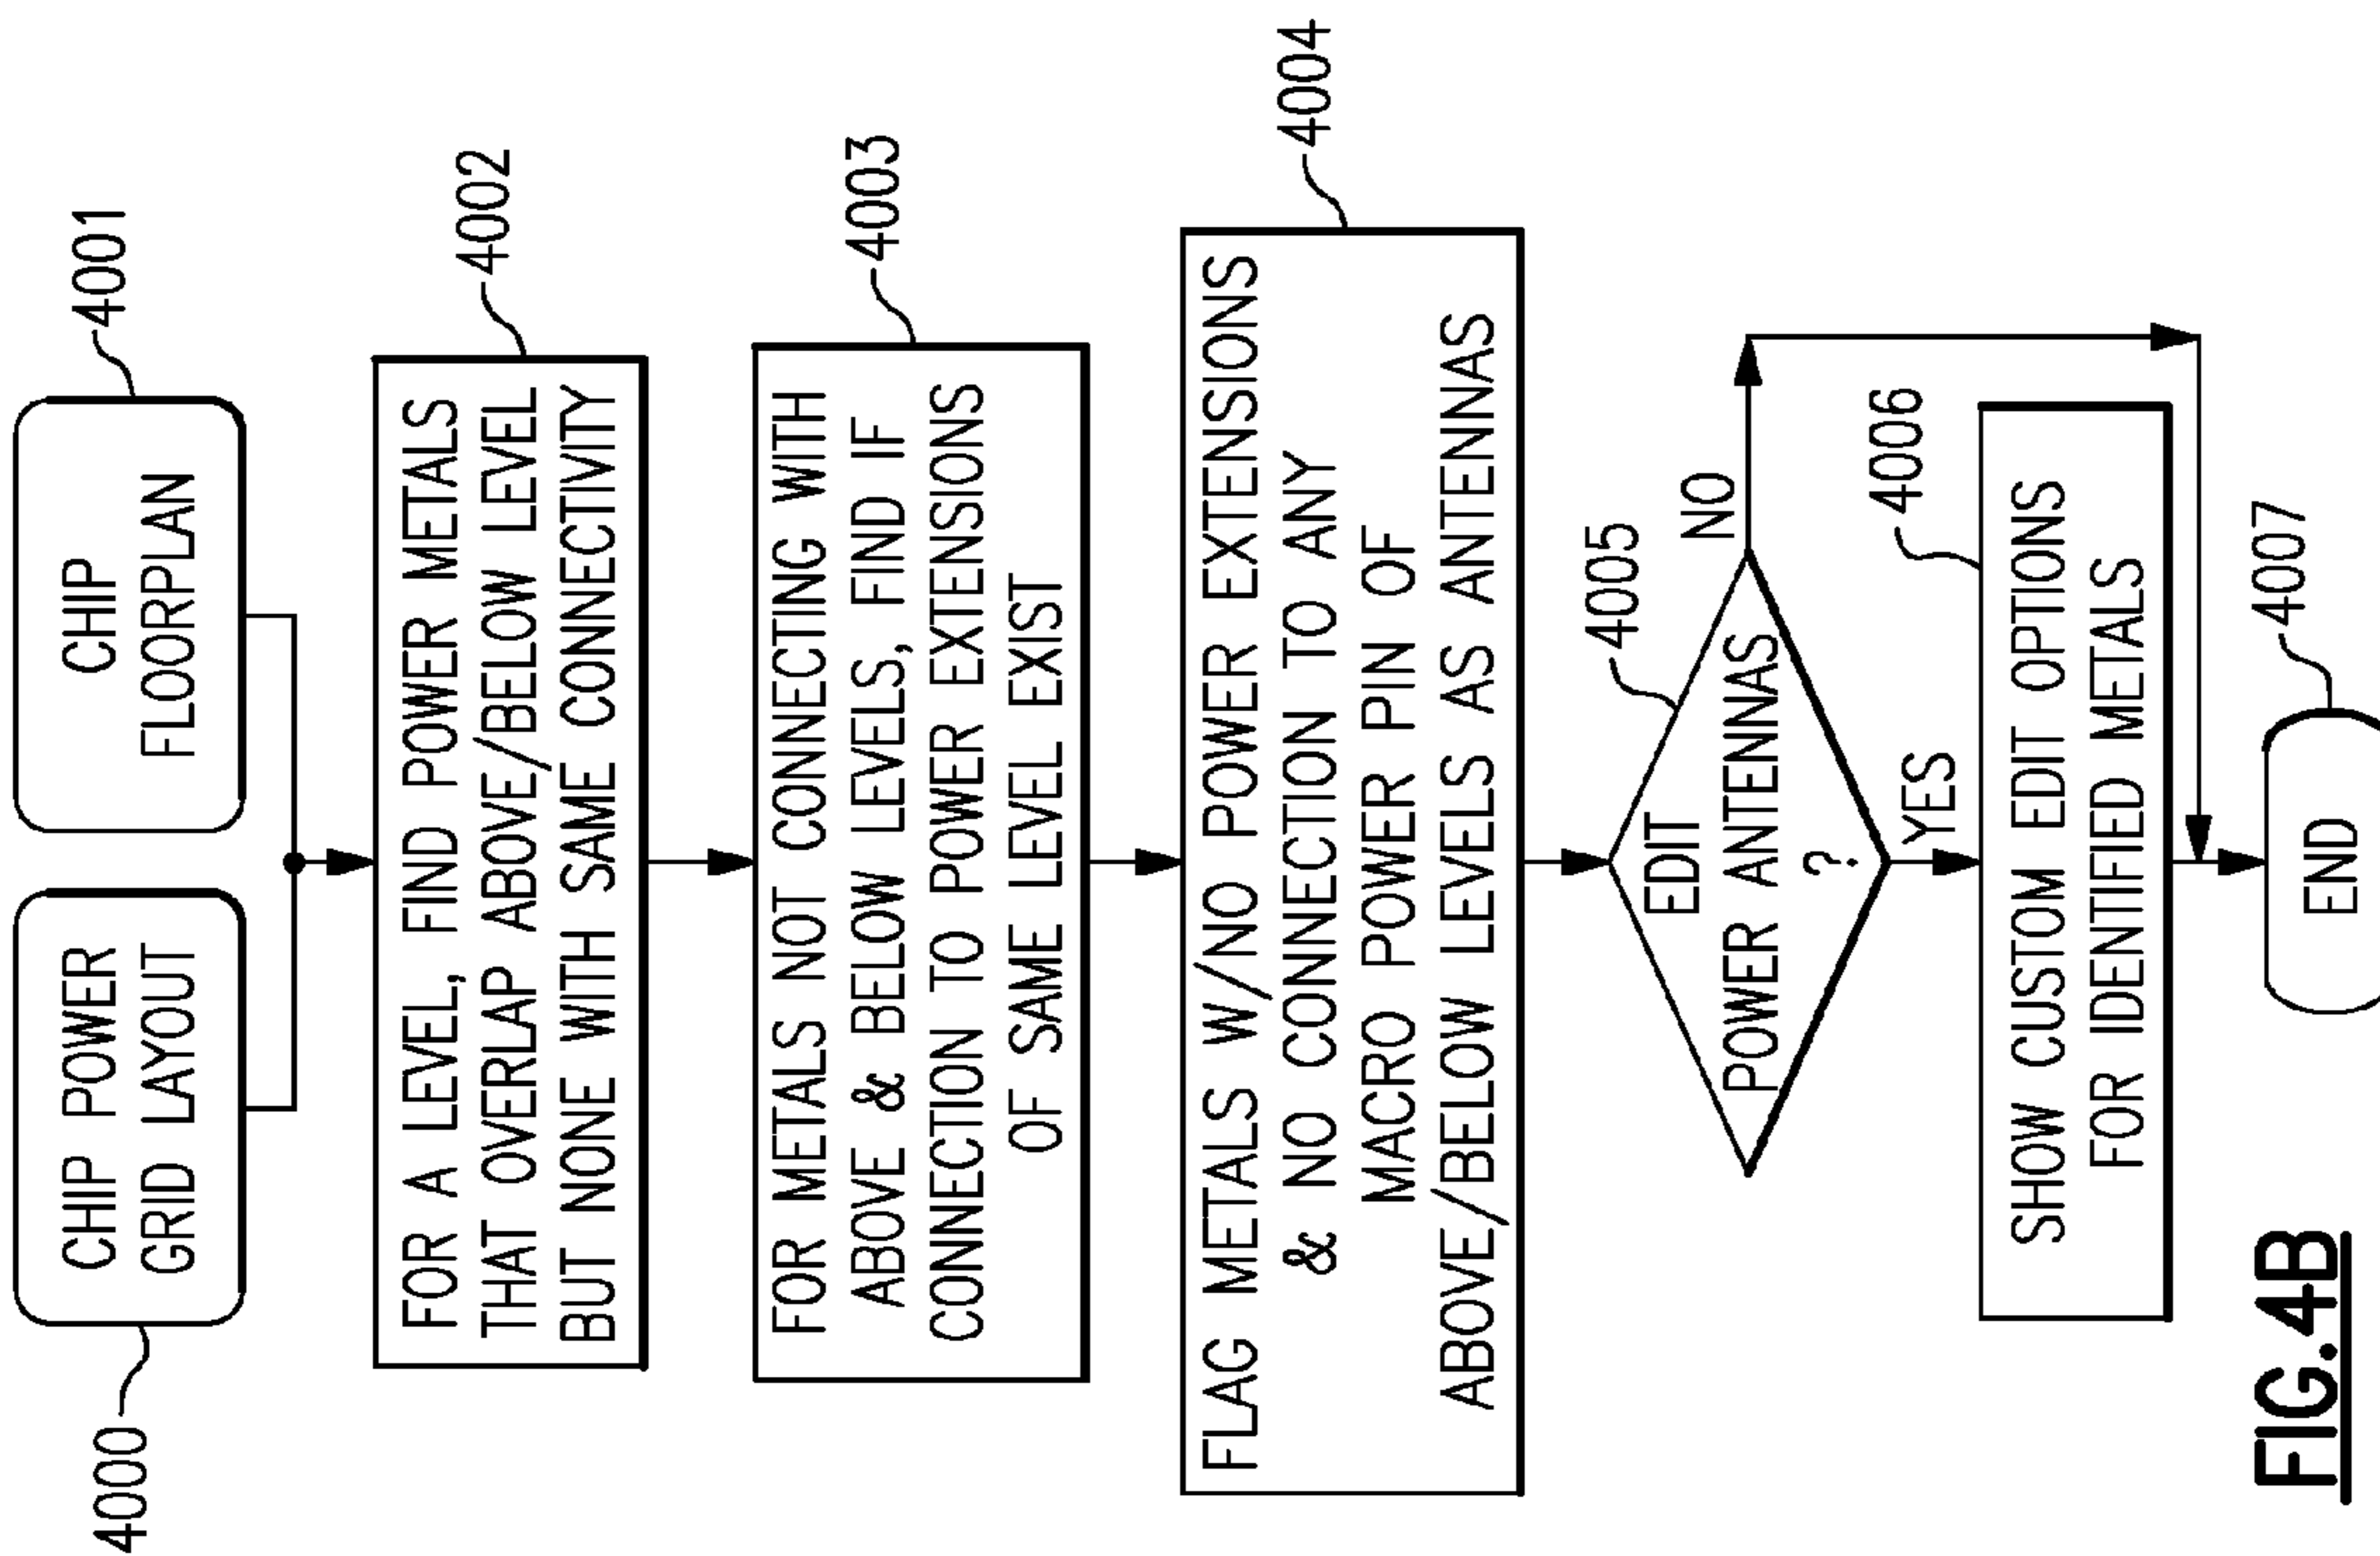 4000
CHIP POWER
GRID LAYOUT
4001
CHIP
FLOORPLAN
4002
FOR A LEVEL, FIND POWER METALS
THAT OVERLAP ABOVE/BELOW LEVEL
BUT NONE WITH SAME CONNECTIVITY
4003
FOR METALS NOT CONNECTING WITH
ABOVE & BELOW LEVELS, FIND IF
CONNECTION TO POWER EXTENSIONS
OF SAME LEVEL EXIST
4004
FLAG METALS W/NO POWER EXTENSIONS
& NO CONNECTION TO ANY
MACRO POWER PIN OF
ABOVE/BELOW LEVELS AS ANTENNAS
4005
EDIT
POWER ANTENNAS
?
NO
YES
4006
SHOW CUSTOM EDIT OPTIONS
FOR IDENTIFIED METALS
4007
END
FIG.4B